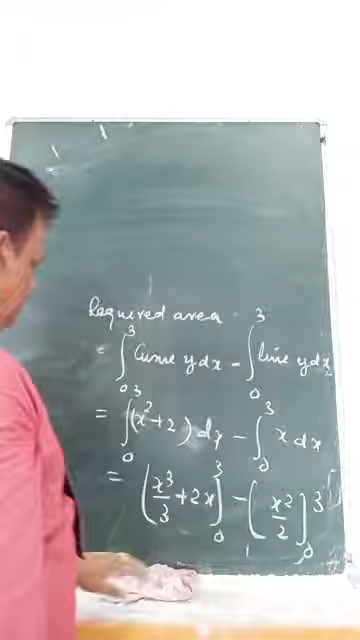 Required area =
= ∫₀³ Curve y dx - ∫₀³ line y dx
= ∫₀³ (x² + 2) dx - ∫₀³ x dx
= (x³/3 + 2x]₀³ - (x²/2]₀³